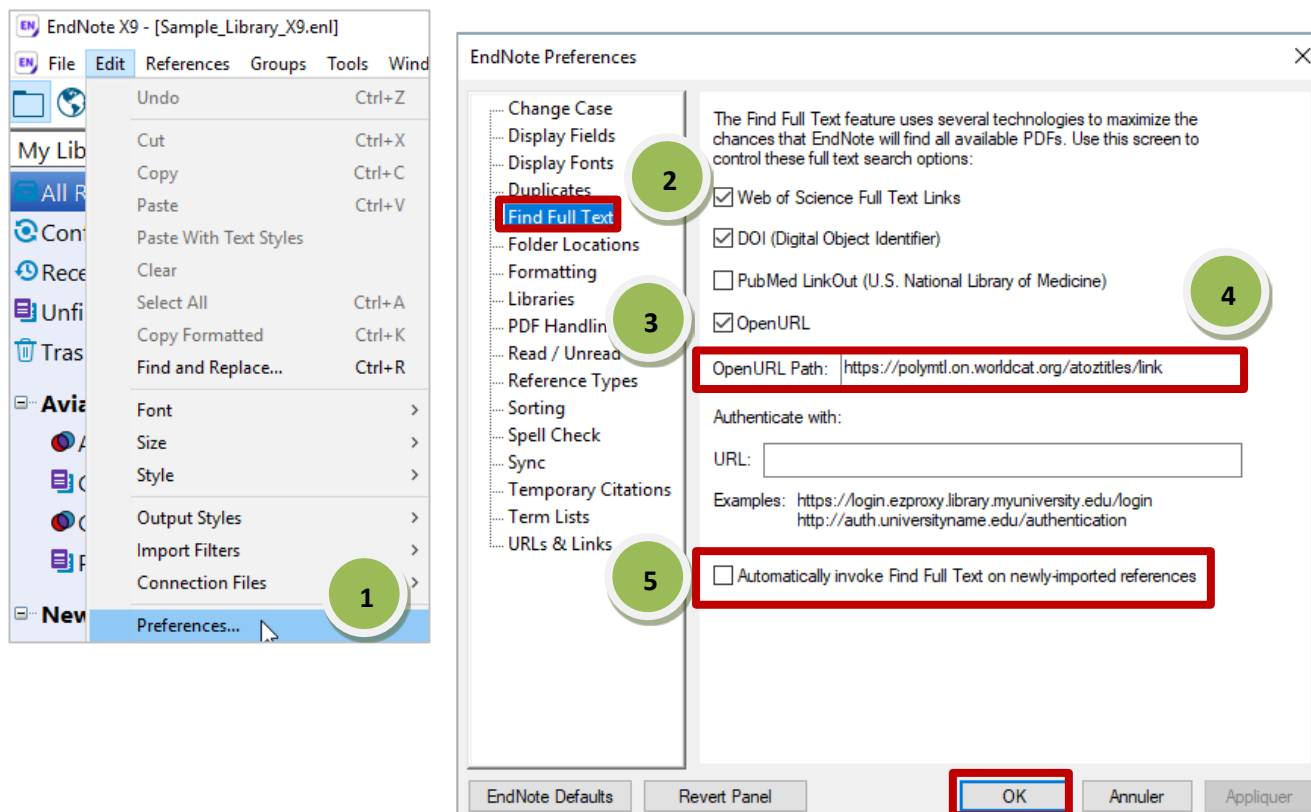 EndNote X9 - [Sample_Library_X9.enl]
File Edit References Groups Tools Wind
My Lib
All R
Con
Rece
Unfi
Tras
Avia
A
New
Undo Ctrl+Z
Cut Ctrl+X
Copy Ctrl+C
Paste Ctrl+V
Paste With Text Styles
Clear
Select All Ctrl+A
Copy Formatted Ctrl+K
Find and Replace... Ctrl+R
Font
Size
Style
Output Styles
Import Filters
Connection Files
Preferences...
1
EndNote Preferences
Change Case
Display Fields
Display Fonts
Duplicates
Find Full Text
Folder Locations
Formatting
Libraries
PDF Handlin
Read / Unread
Reference Types
Sorting
Spell Check
Sync
Temporary Citations
Term Lists
URLs & Links
2
3
5
The Find Full Text feature uses several technologies to maximize the
chances that EndNote will find all available PDFs. Use this screen to
control these full text search options:
Web of Science Full Text Links
DOI (Digital Object Identifier)
PubMed LinkOut (U.S. National Library of Medicine)
4
OpenURL
OpenURL Path: https://polymtl.on.worldcat.org/atoztitles/link
Authenticate with:
URL:
Examples: https://login.ezproxy.library.myuniversity.edu/login
http://auth.universityname.edu/authentication
Automatically invoke Find Full Text on newly-imported references
EndNote Defaults Revert Panel OK Annuler Appliquer